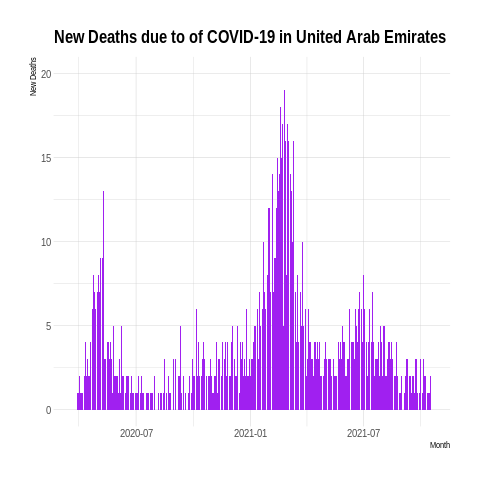 New Deaths due to of COVID-19 in United Arab Emirates
New Deaths
20
15
10
5
0
2020-07
2021-01
2021-07
Month